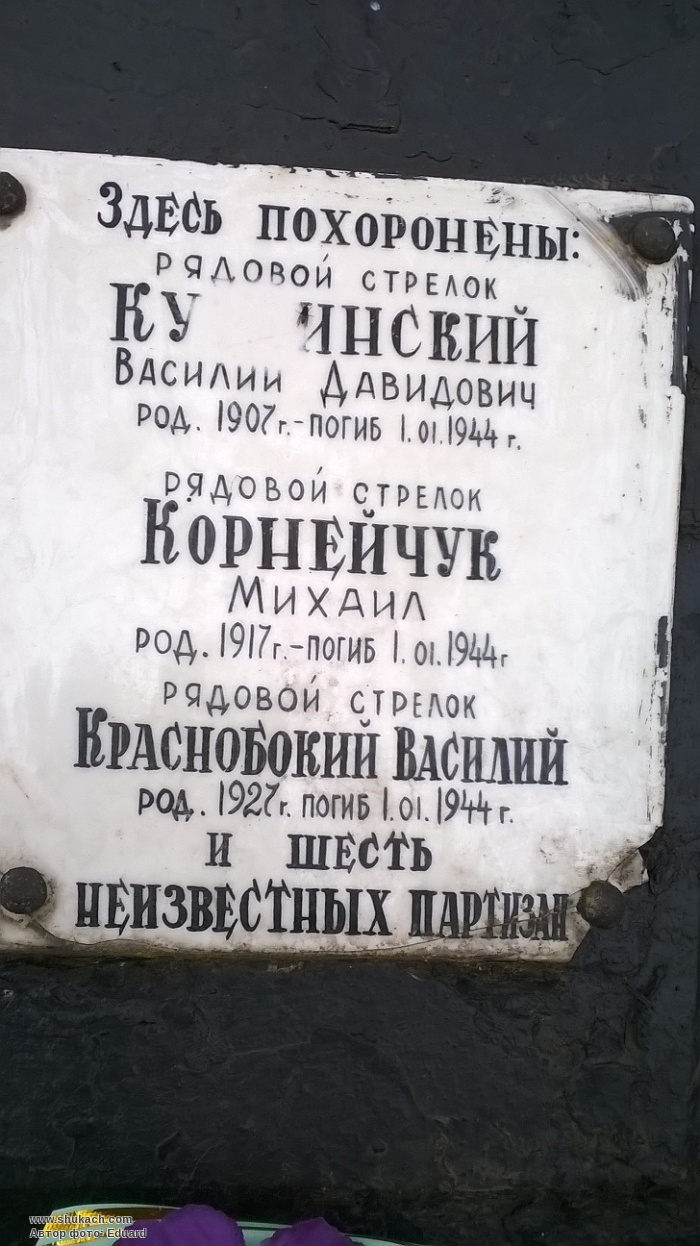 Здесь похоронены:
рядовой стрелок
Василии Давидович
род. 1907 г.-погиб 1.01.1944 г.
рядовой стрелок
Корнейчук
Михаил
род. 1917 г.-погиб 1.01.1944 г
рядовой стрелок
Краснобокий Василий
род. 1927 г. погиб 1.01.1944 г.
и шесть
неизвестных партизан
www.shukach.com
Автор фото: Eduard